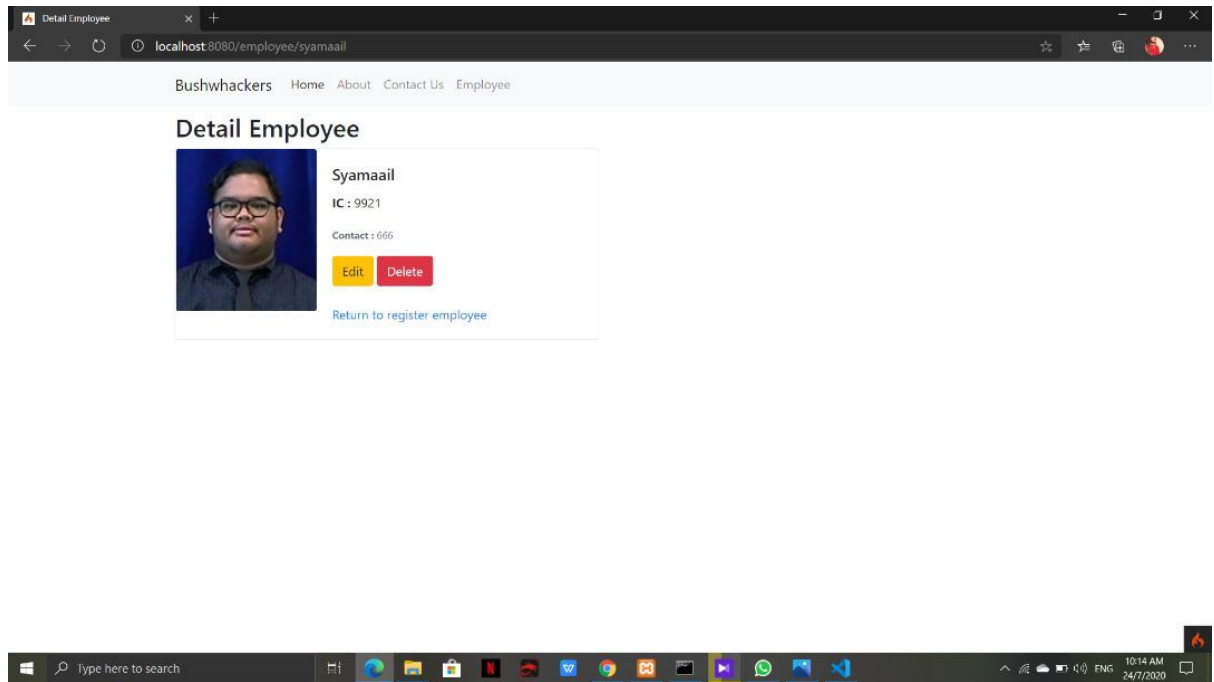 Detail Employee
localhost:8080/employee/syamaail
Bushwhackers Home About Contact Us Employee
Detail Employee
Syamaail
IC : 9921
Contact : 666
Edit Delete
Return to register employee
Type here to search
ENG
10:14 AM
24/7/2020